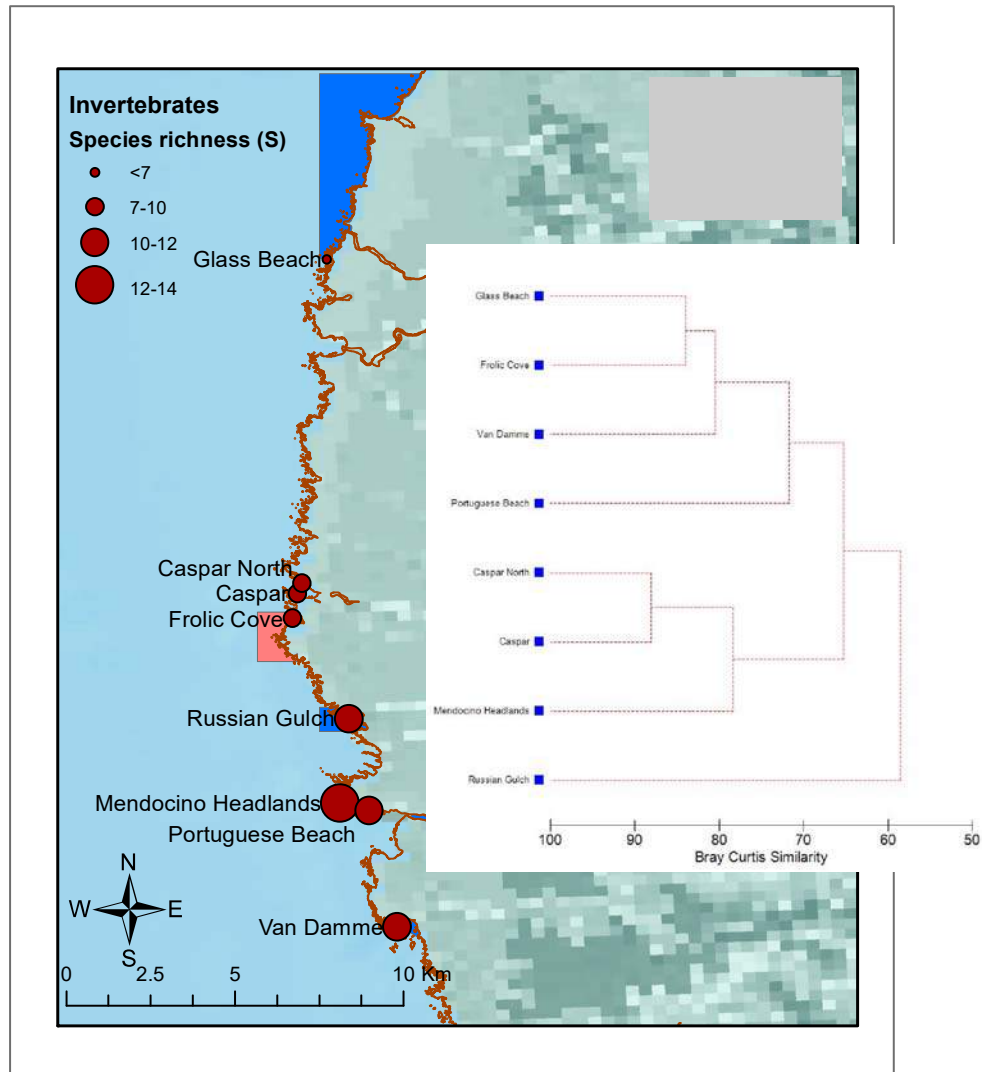 Invertebrates
Species richness (S)
<7
7-10
10-12
12-14
Glass Beach
Caspar North
Caspar
Frolic Cove
Russian Gulch
Mendocino Headlands
Portuguese Beach
Van Damme
N
W E
S
0 2.5 5 10 Km
Glass Beach
Frolic Cove
Van Damme
Portuguese Beach
Caspar North
Caspar
Mendocino Headlands
Russian Gulch
100 90 80 70 60 50
Bray Curtis Similarity